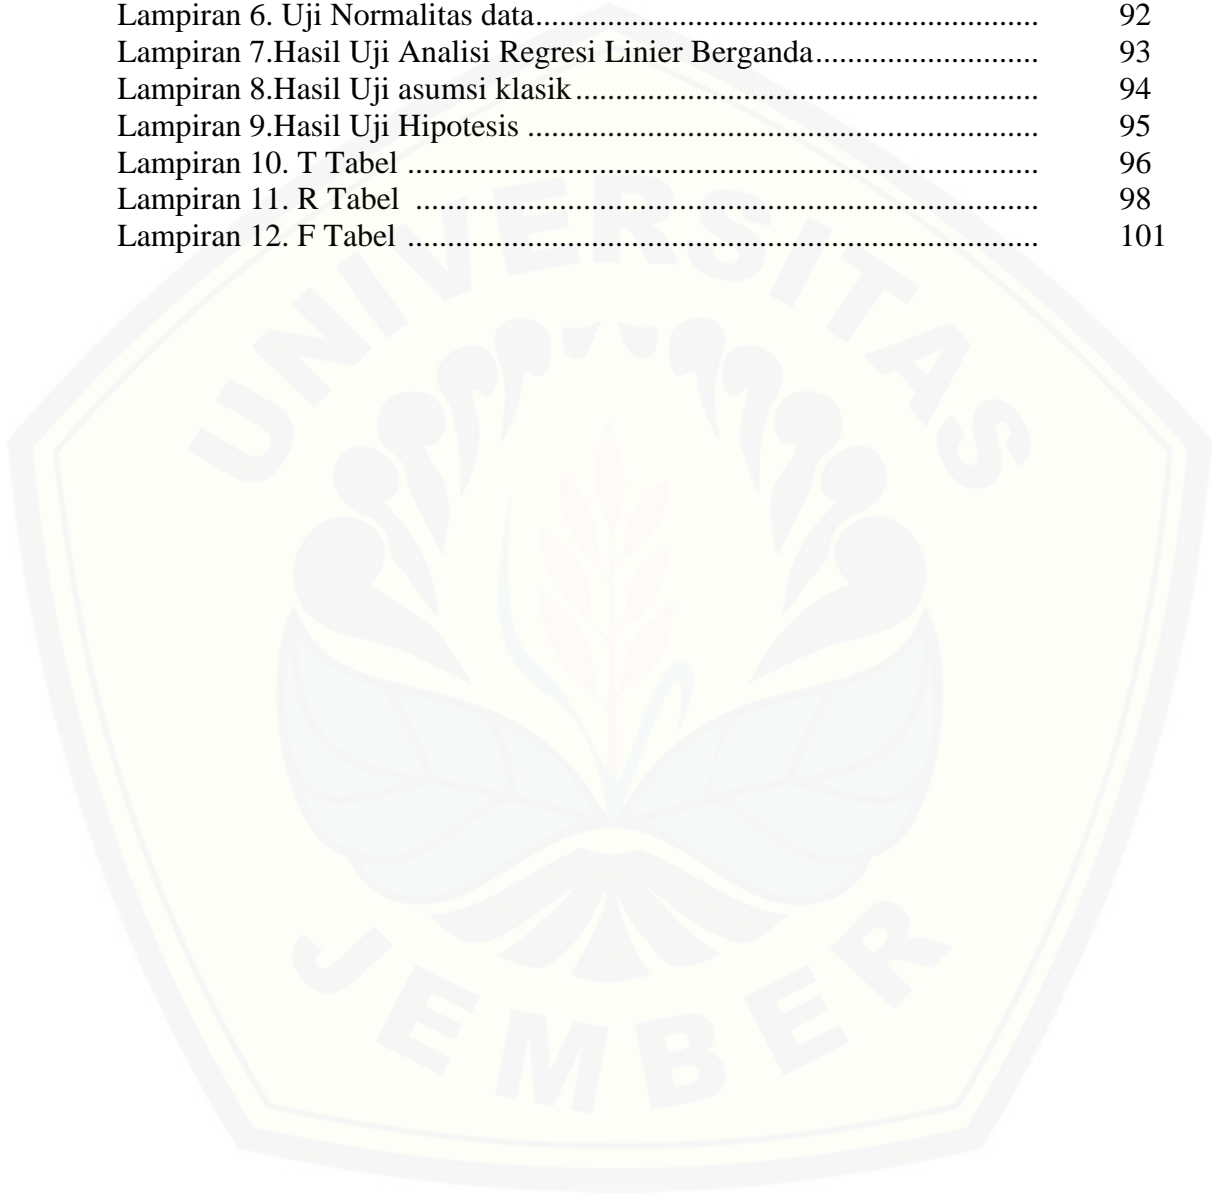 Lampiran 6. Uji Normalitas data.................................................................. 92
Lampiran 7.Hasil Uji Analisi Regresi Linier Berganda............................. 93
Lampiran 8.Hasil Uji asumsi klasik............................................................. 94
Lampiran 9.Hasil Uji Hipotesis ................................................................... 95
Lampiran 10. T Tabel ................................................................................... 96
Lampiran 11. R Tabel .................................................................................. 98
Lampiran 12. F Tabel ................................................................................... 101
UNIVERSITAS
JEMBER